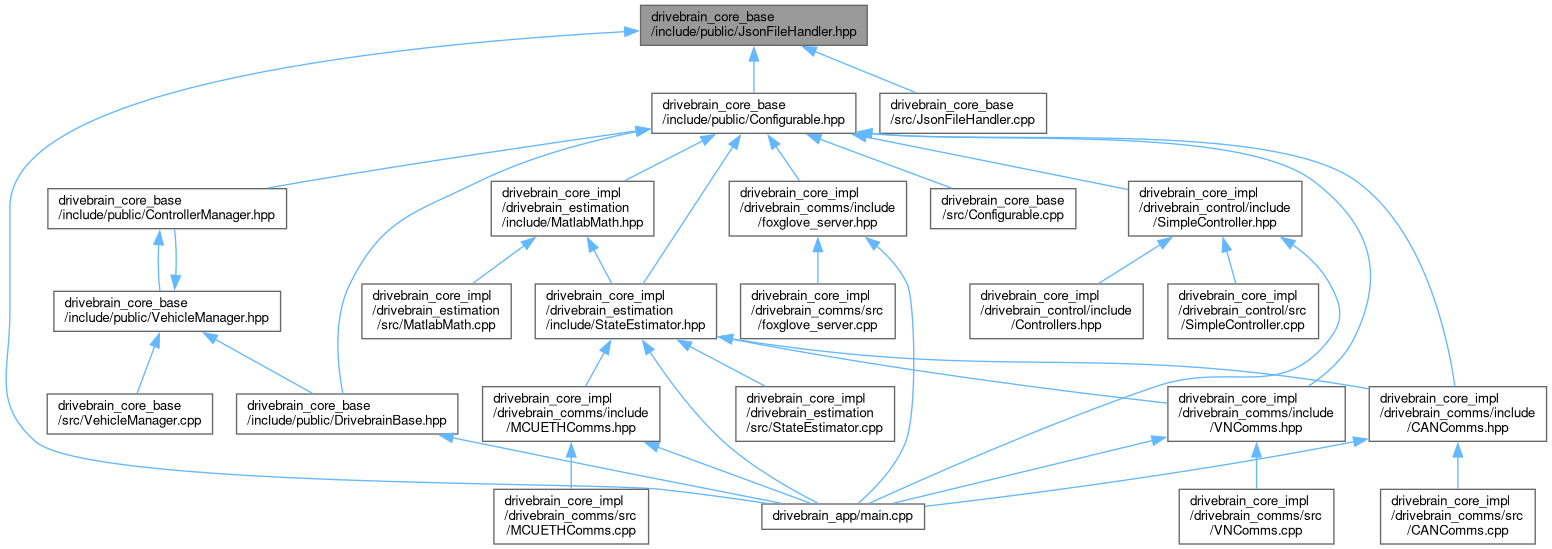 drivebrain_core_base
/include/public/JsonFileHandler.hpp
drivebrain_core_base
/include/public/Configurable.hpp
drivebrain_core_base
/src/JsonFileHandler.cpp
drivebrain_core_base
/include/public/ControllerManager.hpp
drivebrain_core_impl
/drivebrain_estimation
/include/MatlabMath.hpp
drivebrain_core_impl
/drivebrain_comms/include
/foxglove_server.hpp
drivebrain_core_base
/src/Configurable.cpp
drivebrain_core_impl
/drivebrain_control/include
/SimpleController.hpp
drivebrain_core_base
/include/public/VehicleManager.hpp
drivebrain_core_impl
/drivebrain_estimation
/src/MatlabMath.cpp
drivebrain_core_impl
/drivebrain_estimation
/include/StateEstimator.hpp
drivebrain_core_impl
/drivebrain_comms/src
/foxglove_server.cpp
drivebrain_core_impl
/drivebrain_control/include
/Controllers.hpp
drivebrain_core_impl
/drivebrain_control/src
/SimpleController.cpp
drivebrain_core_base
/src/VehicleManager.cpp
drivebrain_core_base
/include/public/DrivebrainBase.hpp
drivebrain_core_impl
/drivebrain_comms/include
/MCUETHComms.hpp
drivebrain_core_impl
/drivebrain_estimation
/src/StateEstimator.cpp
drivebrain_core_impl
/drivebrain_comms/include
/VNComms.hpp
drivebrain_core_impl
/drivebrain_comms/include
/CANComms.hpp
drivebrain_core_impl
/drivebrain_comms/src
/MCUETHComms.cpp
drivebrain_app/main.cpp
drivebrain_core_impl
/drivebrain_comms/src
/VNComms.cpp
drivebrain_core_impl
/drivebrain_comms/src
/CANComms.cpp